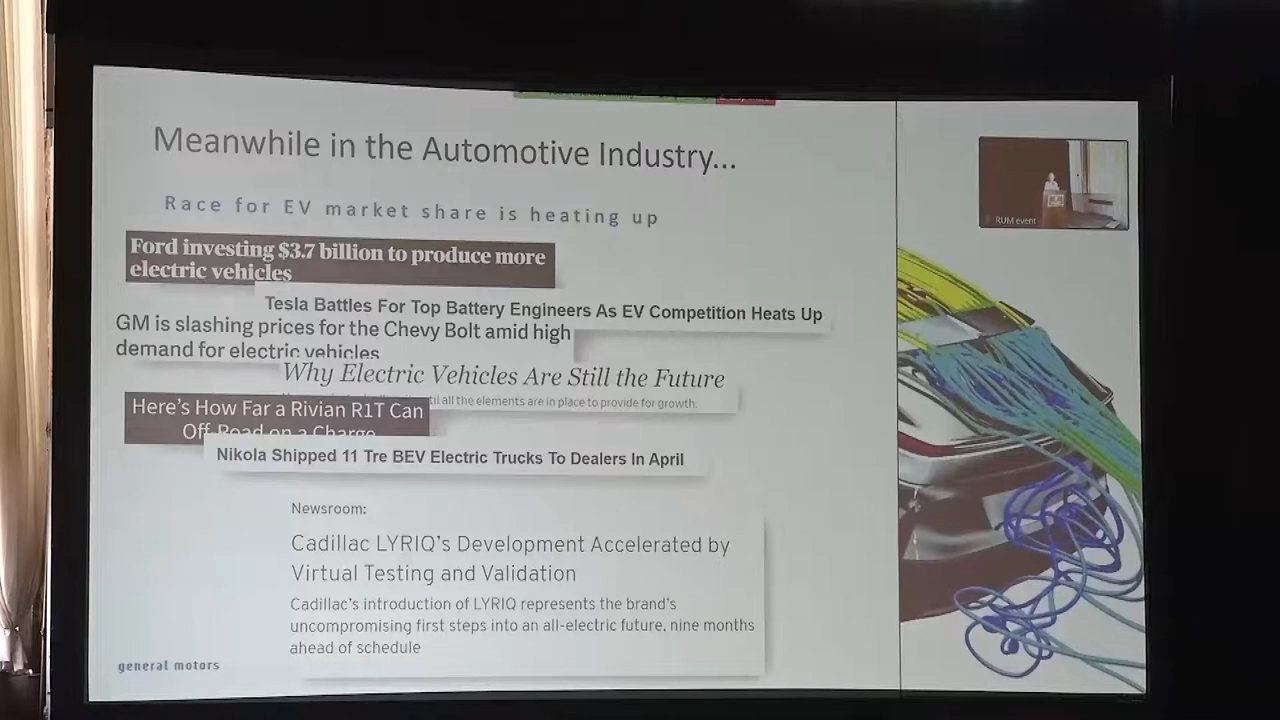 Meanwhile in the Automotive Industry...
Race for EV market share is heating up
Ford investing $3.7 billion to produce more
electric vehicles
Tesla Battles For Top Battery Engineers As EV Competition Heats Up
GM is slashing prices for the Chevy Bolt amid high
demand for electric vehicles
Why Electric Vehicles Are Still the Future
all the elements are in place to provide for growth.
Here's How Far a Rivian R1T Can
Off-Road on a Charge
Nikola Shipped 11 Tre BEV Electric Trucks To Dealers In April
Newsroom:
Cadillac LYRIQ's Development Accelerated by
Virtual Testing and Validation
Cadillac's introduction of LYRIQ represents the brand's
uncompromising first steps into an all-electric future, nine months
ahead of schedule
general motors
RUM event